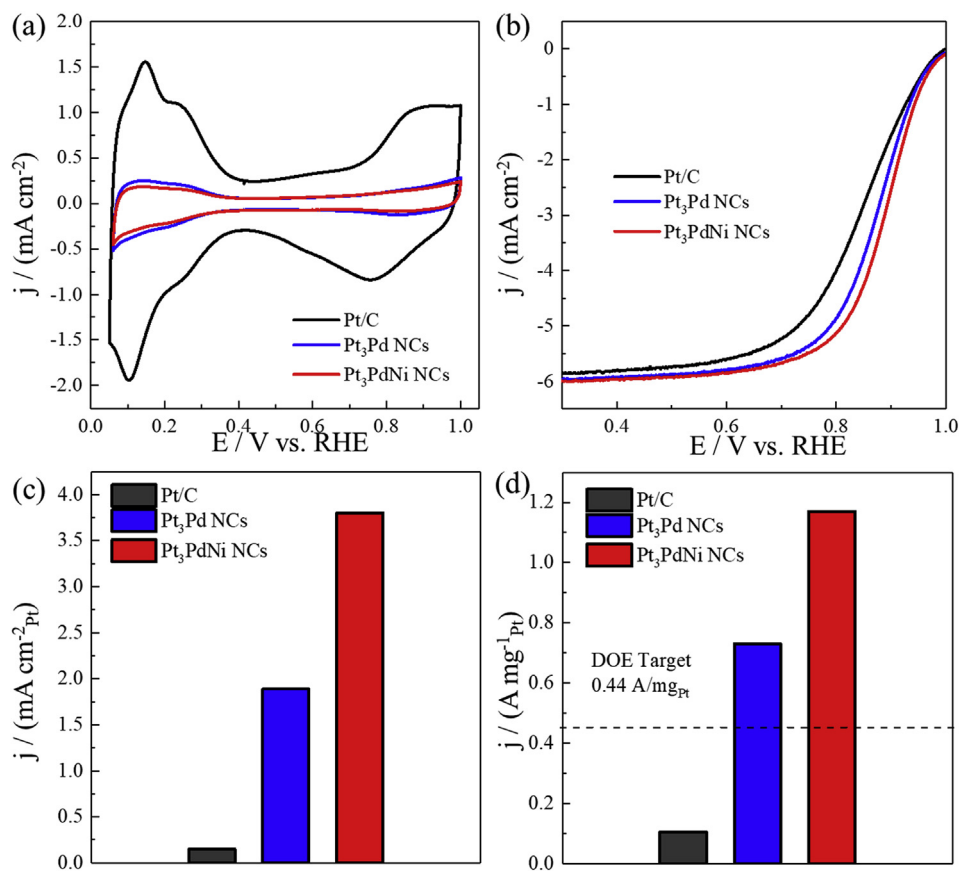 (a)
2.0
1.5
1.0
0.5
0.0
-0.5
-1.0
-1.5
-2.0
j / (mA cm⁻²)
Pt/C
Pt₃Pd NCs
Pt₃PdNi NCs
0.0 0.2 0.4 0.6 0.8 1.0
E / V vs. RHE
(b)
0
-1
-2
-3
-4
-5
-6
j / (mA cm⁻²)
Pt/C
Pt₃Pd NCs
Pt₃PdNi NCs
0.4 0.6 0.8 1.0
E / V vs. RHE
(c)
4.0
3.5
3.0
2.5
2.0
1.5
1.0
0.5
0.0
j / (mA cm⁻²Pt)
Pt/C
Pt₃Pd NCs
Pt₃PdNi NCs
(d)
1.2
1.0
0.8
0.6
0.4
0.2
0.0
j / (A mg⁻¹Pt)
Pt/C
Pt₃Pd NCs
Pt₃PdNi NCs
DOE Target
0.44 A/mgPt